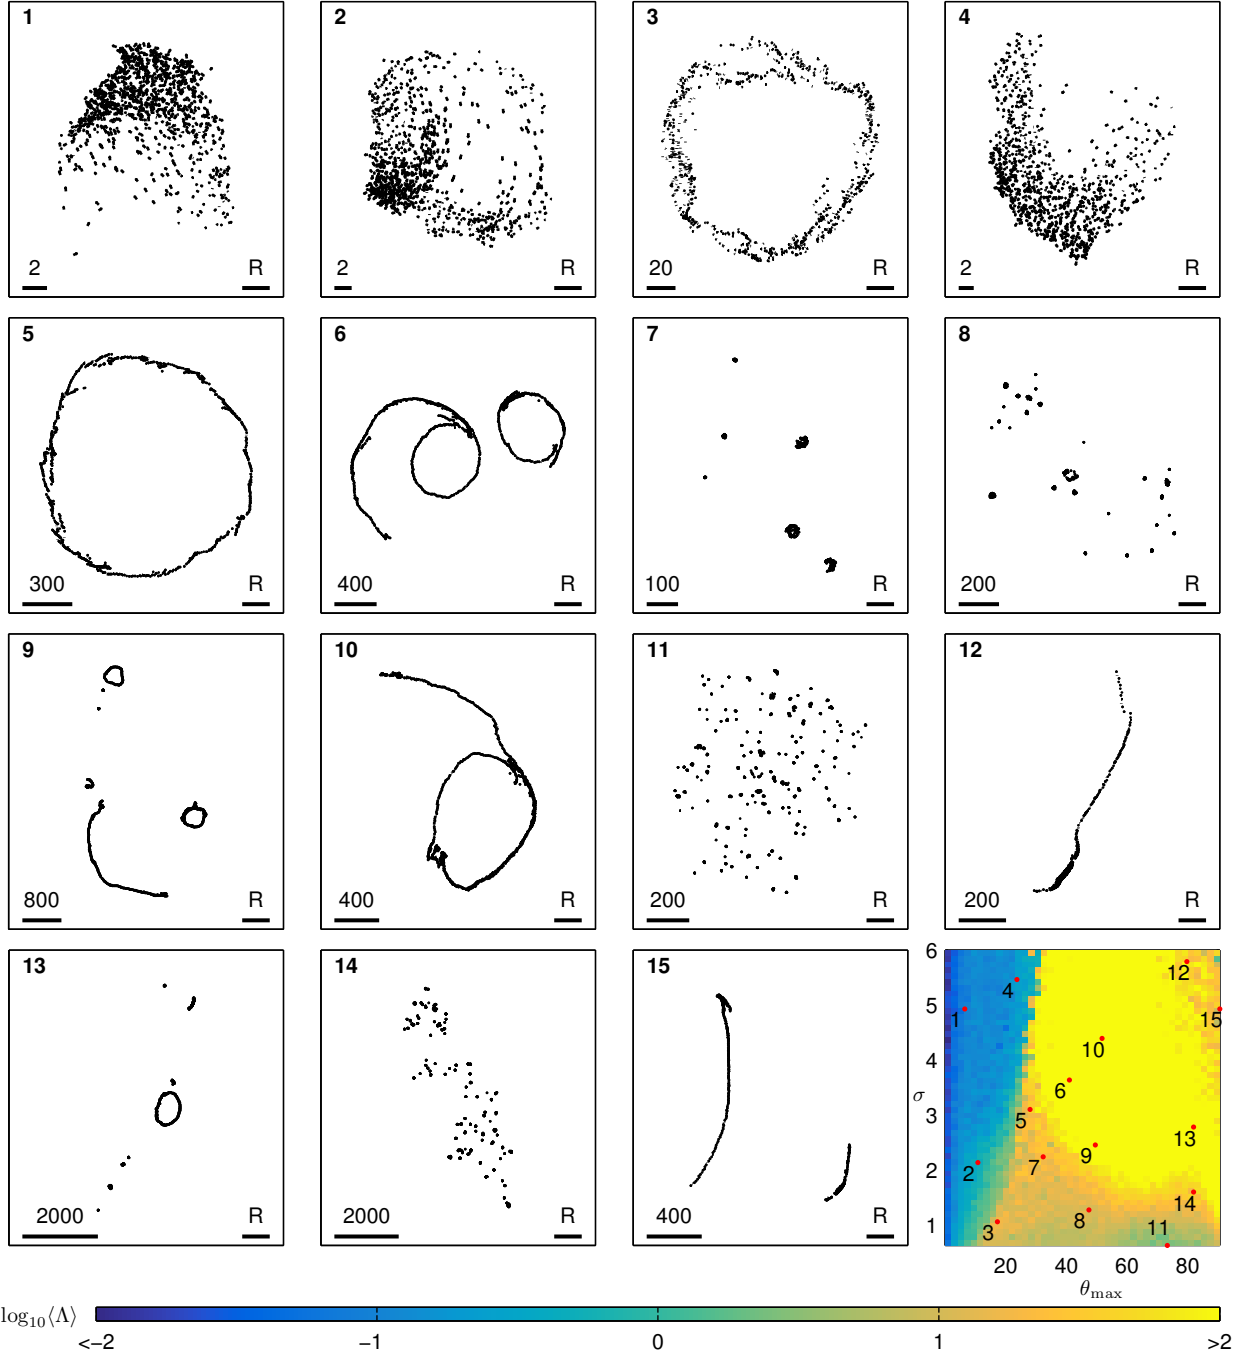 1 2 3 4
2 R 2 R 20 R 2 R
5 6 7 8
300 R 400 R 100 R 200 R
9 10 11 12
800 R 400 R 200 R 200 R
13 14 15
2000 R 2000 R 400 R
6
12
5
4
1
15
4
10
σ
6
3
5
13
9
7
2
2
14
8
11
1
3
20 40 60 80
θmax
log10⟨Λ⟩
<-2 −1 0 1 >2